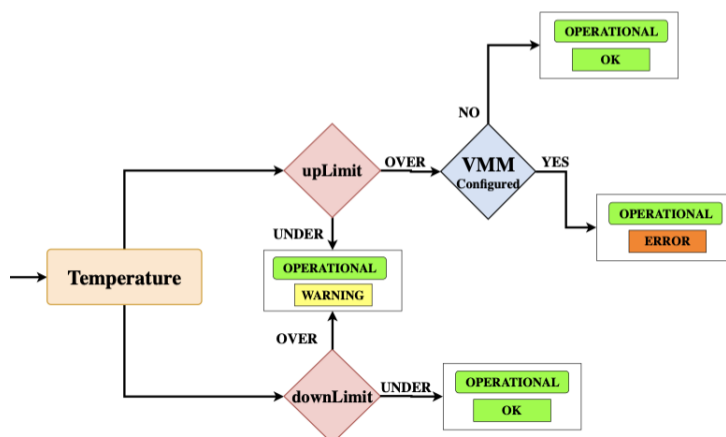 OPERATIONAL
OK
NO
upLimit
OVER
VMM
Configured
YES
OPERATIONAL
ERROR
UNDER
Temperature
OPERATIONAL
WARNING
OVER
downLimit
UNDER
OPERATIONAL
OK